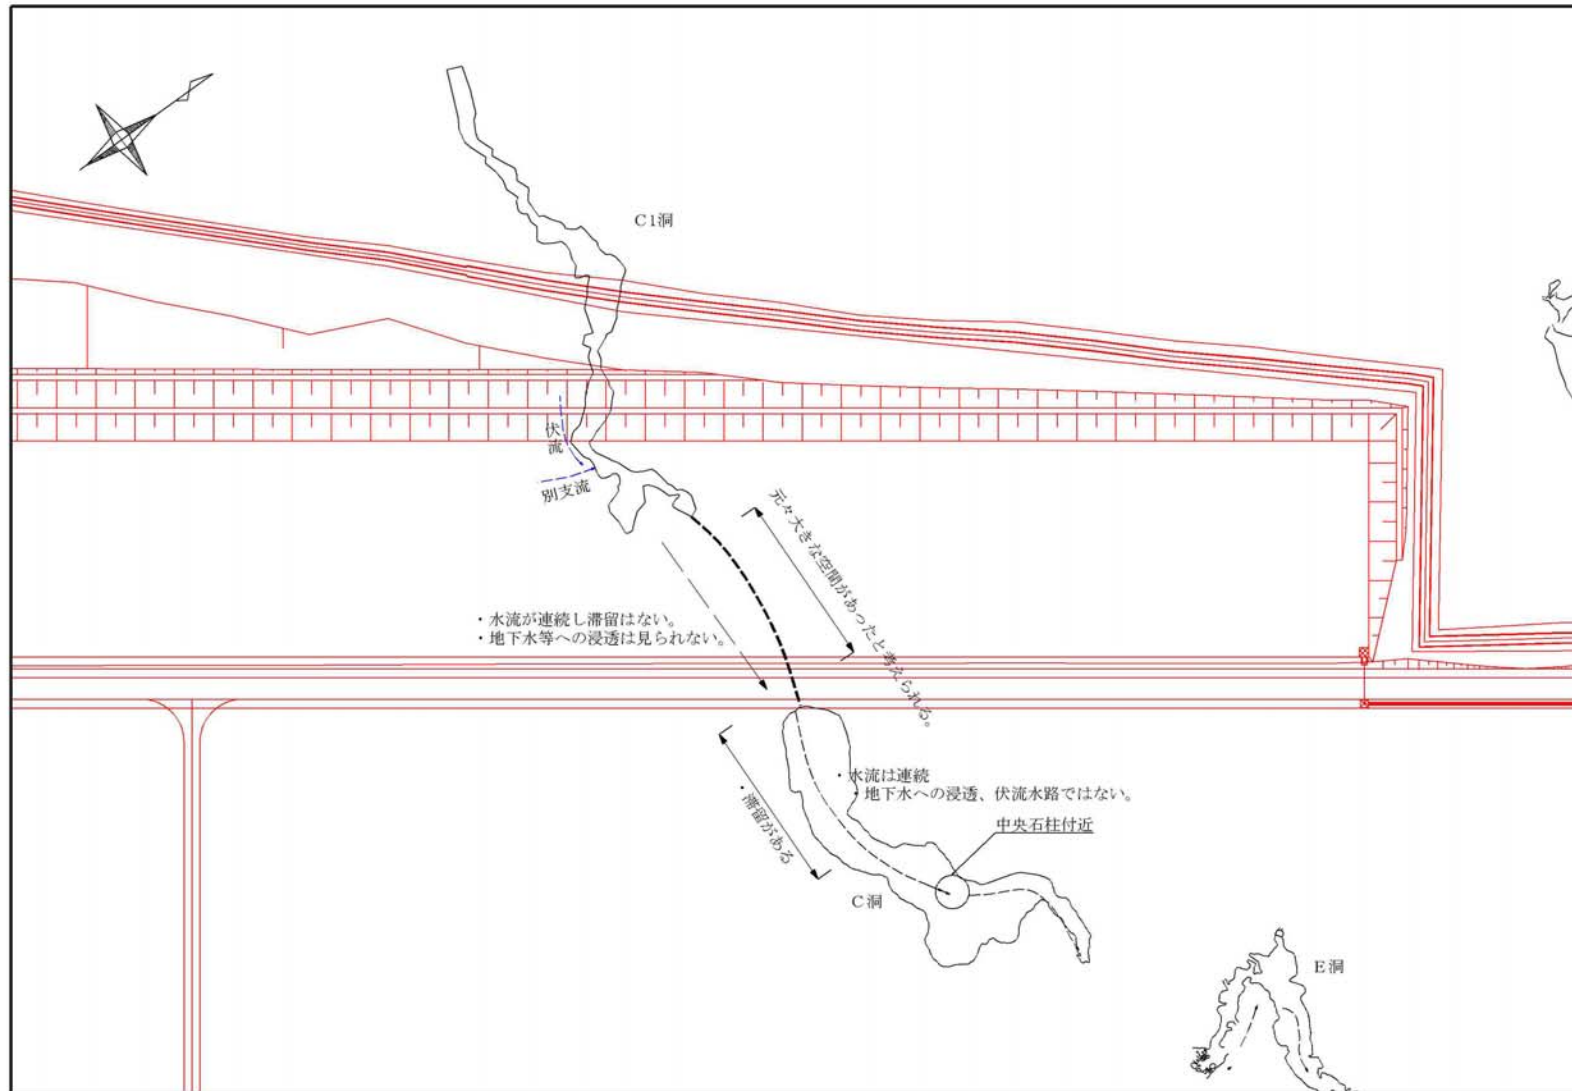 C1洞
伏流
別支流
元々大きな空間があったと考えられる。
・水流が連続し滞留はない。
・地下水等への浸透は見られない。
・水流は連続
・地下水への浸透、伏流水路ではない。
・滞留がある
中央石柱付近
C洞
E洞